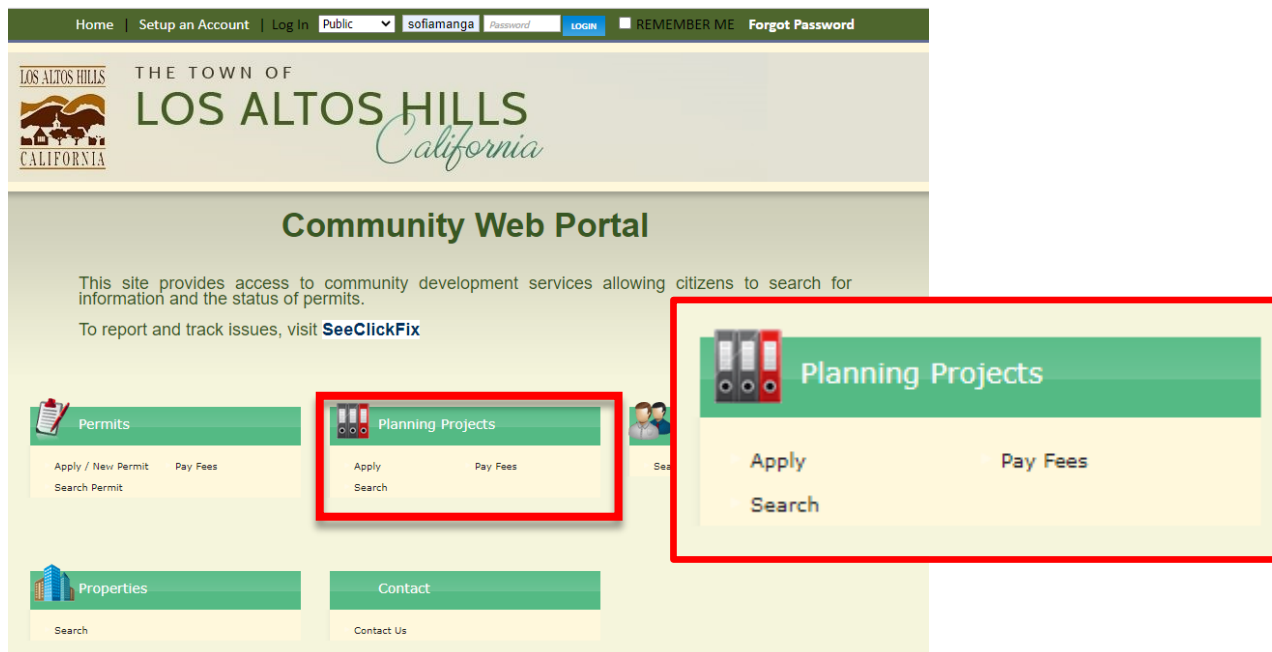 Home | Setup an Account | Log In Public sofiamanga Password LOGIN REMEMBER ME Forgot Password
LOS ALTOS HILLS
CALIFORNIA
THE TOWN OF
LOS ALTOS HILLS
California
Community Web Portal
This site provides access to community development services allowing citizens to search for
information and the status of permits.
To report and track issues, visit SeeClickFix
Permits
Apply / New Permit Pay Fees
Search Permit
Planning Projects
Apply Pay Fees
Search
Sea
Planning Projects
Apply Pay Fees
Search
Properties
Search
Contact
Contact Us